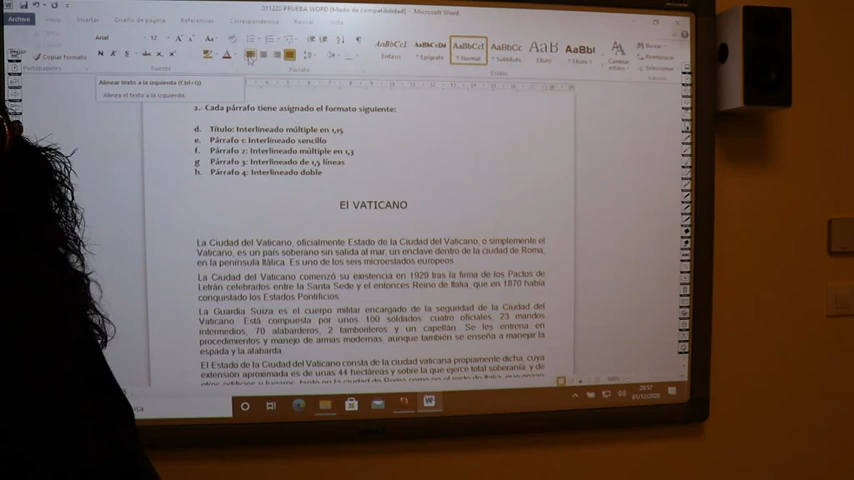 031220 PRUEBA WORD [Modo de compatibilidad] - Microsoft Word
Archivo Inicio Insertar Diseño de página Referencias Correspondencia Revisar Vista
Arial 12
Copiar formato
AaBbCcI AaBbCcDd AaBbCcI AaBbCc AaB AaBb
Énfasis Epígrafe Normal Subtítulo Título Título 1
Cambiar estilos
Buscar
Reemplazar
Seleccionar
Portapapeles Fuente Párrafo Estilos
Alinear texto a la izquierda (Ctrl+Q)
Alinea el texto a la izquierda.
2.- Cada párrafo tiene asignado el formato siguiente:
d. Título: Interlineado múltiple en 1,15
e. Párrafo 1: Interlineado sencillo
f. Párrafo 2: Interlineado múltiple en 1,3
g Párrafo 3: Interlineado de 1,5 líneas
h. Párrafo 4: Interlineado doble
El VATICANO
La Ciudad del Vaticano, oficialmente Estado de la Ciudad del Vaticano, o simplemente el
Vaticano, es un país soberano sin salida al mar, un enclave dentro de la ciudad de Roma,
en la península Itálica. Es uno de los seis microestados europeos.
La Ciudad del Vaticano comenzó su existencia en 1929 tras la firma de los Pactos de
Letrán celebrados entre la Santa Sede y el entonces Reino de Italia, que en 1870 había
conquistado los Estados Pontificios.
La Guardia Suiza es el cuerpo militar encargado de la seguridad de la Ciudad del
Vaticano. Está compuesta por unos 100 soldados: cuatro oficiales, 23 mandos
intermedios, 70 alabarderos, 2 tamborileros y un capellán. Se les entrena en
procedimientos y manejo de armas modernas, aunque también se enseña a manejar la
espada y la alabarda.
El Estado de la Ciudad del Vaticano consta de la ciudad vaticana propiamente dicha, cuya
extensión aproximada es de unas 44 hectáreas y sobre la que ejerce total soberanía, y de
20:57
01/12/2020